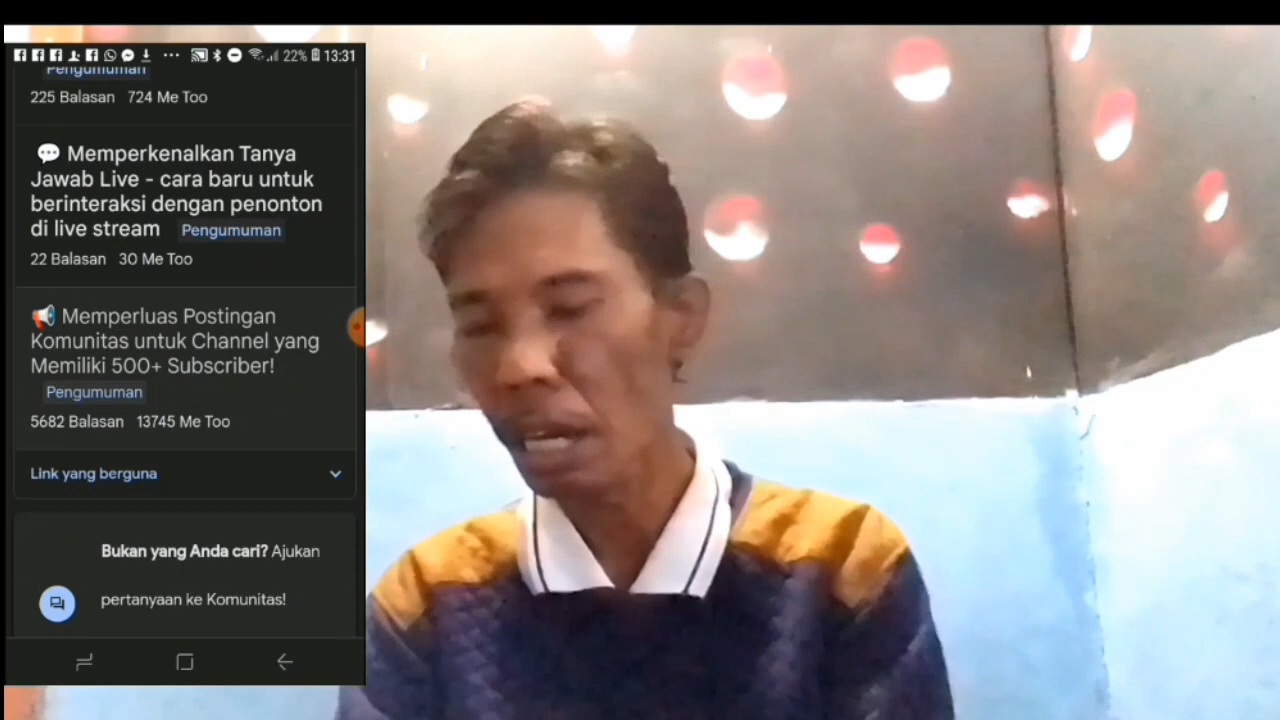 22% 13:31
Pengumuman
225 Balasan 724 Me Too
💬 Memperkenalkan Tanya
Jawab Live - cara baru untuk
berinteraksi dengan penonton
di live stream Pengumuman
22 Balasan 30 Me Too
📢 Memperluas Postingan
Komunitas untuk Channel yang
Memiliki 500+ Subscriber!
Pengumuman
5682 Balasan 13745 Me Too
Link yang berguna
Bukan yang Anda cari? Ajukan
pertanyaan ke Komunitas!